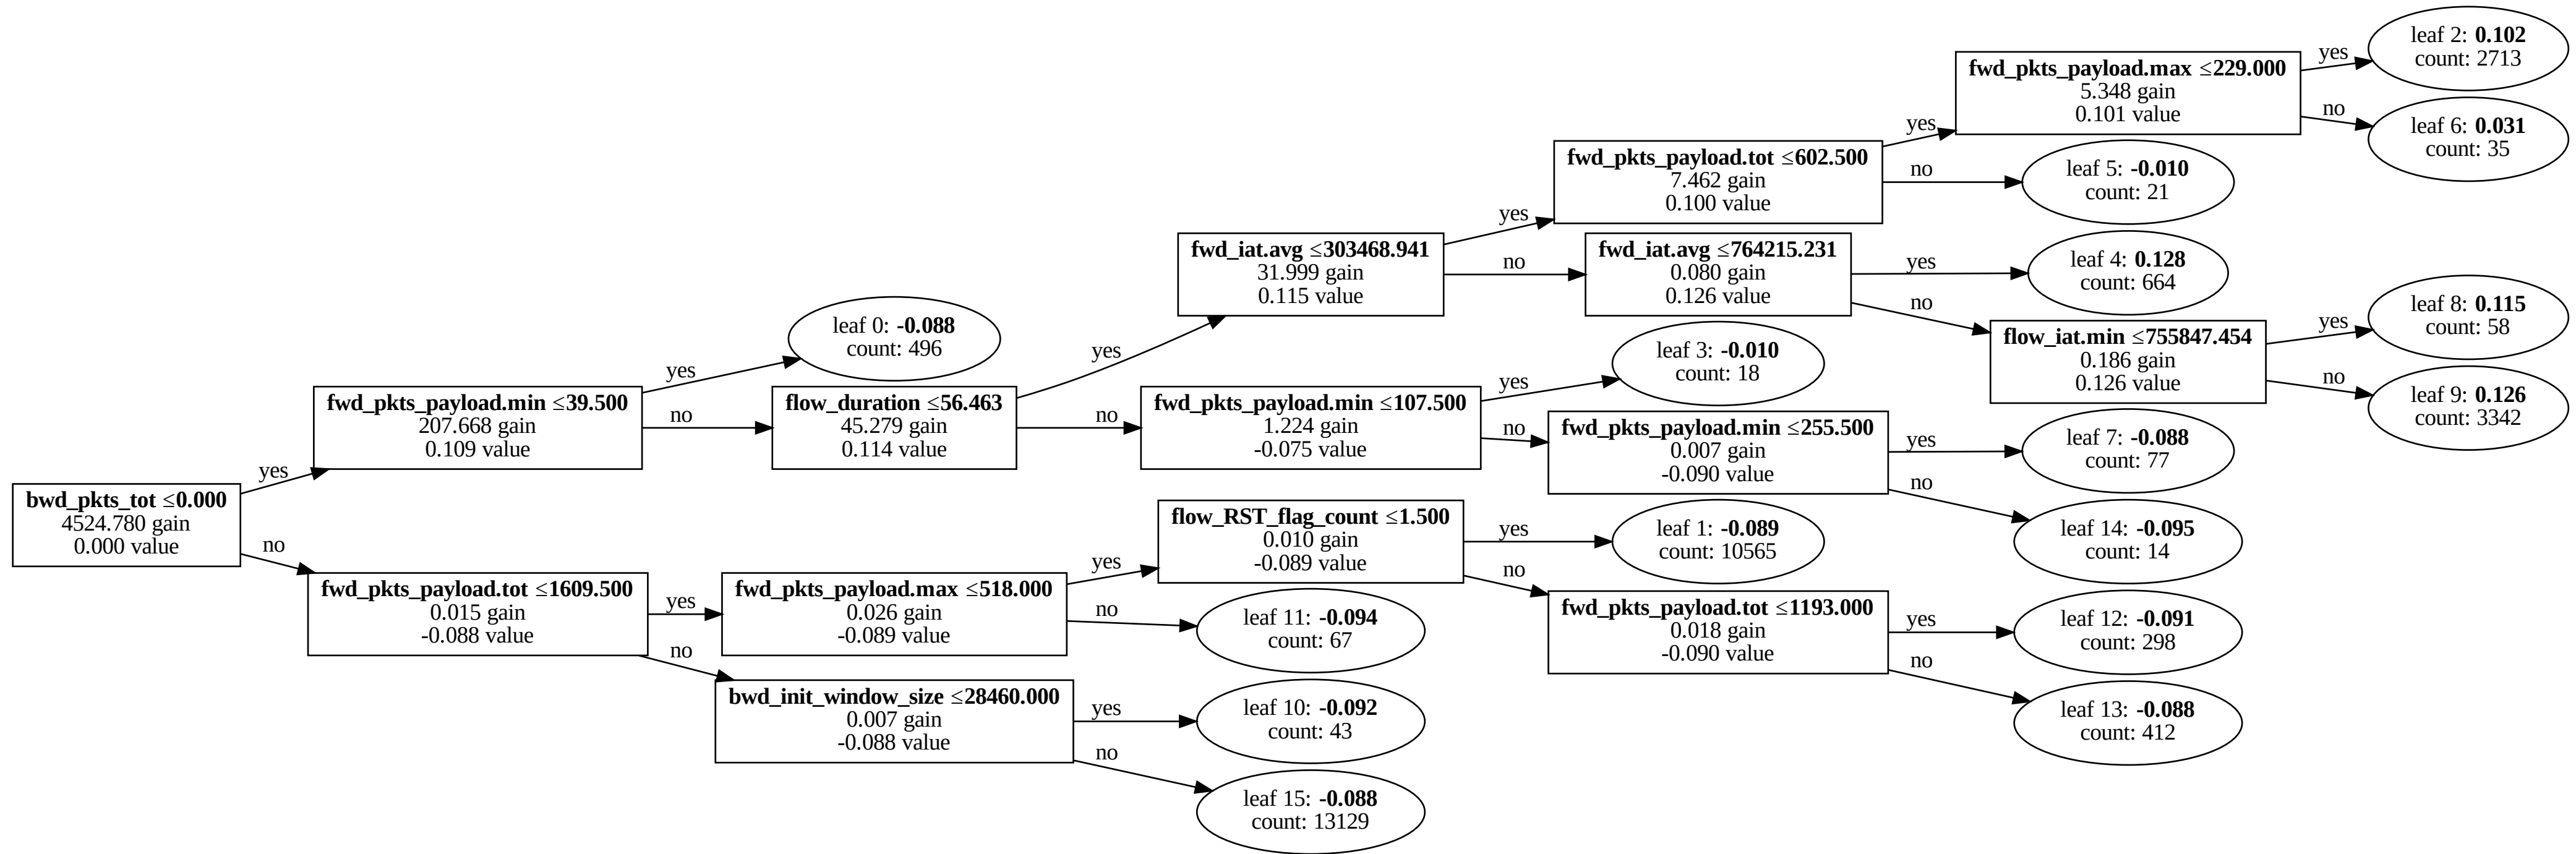 fwd_pkts_payload.max ≤229.000
5.348 gain
0.101 value
yes
leaf 2: 0.102
count: 2713
no
leaf 6: 0.031
count: 35
fwd_pkts_payload.tot ≤602.500
7.462 gain
0.100 value
yes
no
leaf 5: -0.010
count: 21
fwd_iat.avg ≤303468.941
31.999 gain
0.115 value
yes
no
fwd_iat.avg ≤764215.231
0.080 gain
0.126 value
yes
leaf 4: 0.128
count: 664
no
flow_iat.min ≤755847.454
0.186 gain
0.126 value
yes
leaf 8: 0.115
count: 58
no
leaf 9: 0.126
count: 3342
leaf 0: -0.088
count: 496
yes
fwd_pkts_payload.min ≤39.500
207.668 gain
0.109 value
yes
no
flow_duration ≤56.463
45.279 gain
0.114 value
no
fwd_pkts_payload.min ≤107.500
1.224 gain
-0.075 value
yes
leaf 3: -0.010
count: 18
no
fwd_pkts_payload.min ≤255.500
0.007 gain
-0.090 value
yes
leaf 7: -0.088
count: 77
no
leaf 14: -0.095
count: 14
bwd_pkts_tot ≤0.000
4524.780 gain
0.000 value
yes
no
fwd_pkts_payload.tot ≤1609.500
0.015 gain
-0.088 value
yes
fwd_pkts_payload.max ≤518.000
0.026 gain
-0.089 value
yes
flow_RST_flag_count ≤1.500
0.010 gain
-0.089 value
yes
leaf 1: -0.089
count: 10565
no
fwd_pkts_payload.tot ≤1193.000
0.018 gain
-0.090 value
yes
leaf 12: -0.091
count: 298
no
leaf 13: -0.088
count: 412
no
leaf 11: -0.094
count: 67
no
bwd_init_window_size ≤28460.000
0.007 gain
-0.088 value
yes
leaf 10: -0.092
count: 43
no
leaf 15: -0.088
count: 13129